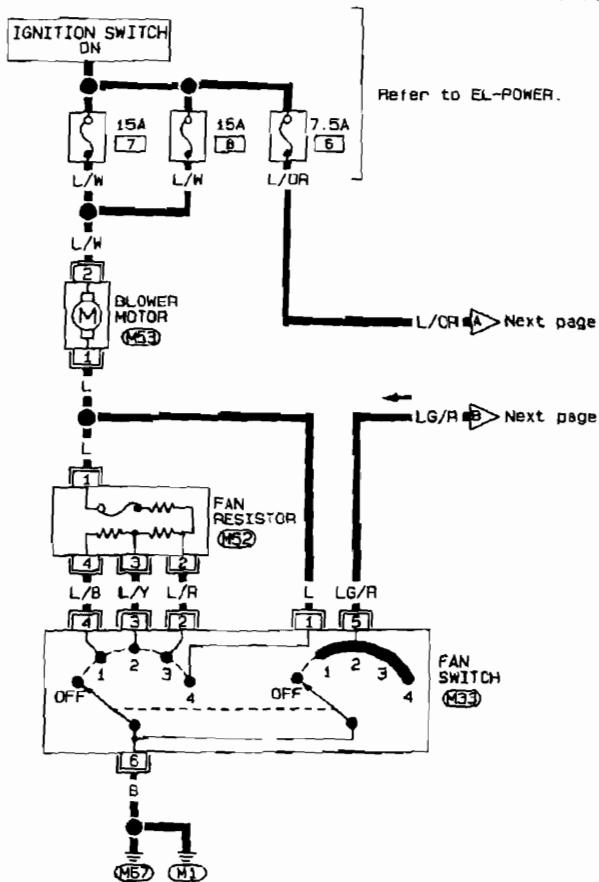 IGNITION SWITCH
ON
Refer to EL-POWER.
15A
7
15A
8
7.5A
6
L/W
L/W
L/OR
L/W
2
BLOWER
MOTOR
M
M53
1
L/OR
A
Next page
L
LG/R
B
Next page
L
1
FAN
RESISTOR
M52
4
3
2
L/B
L/Y
L/R
L
LG/R
4
3
2
1
5
FAN
SWITCH
M33
OFF
1
2
3
4
OFF
1
2
3
4
6
B
M57
M1